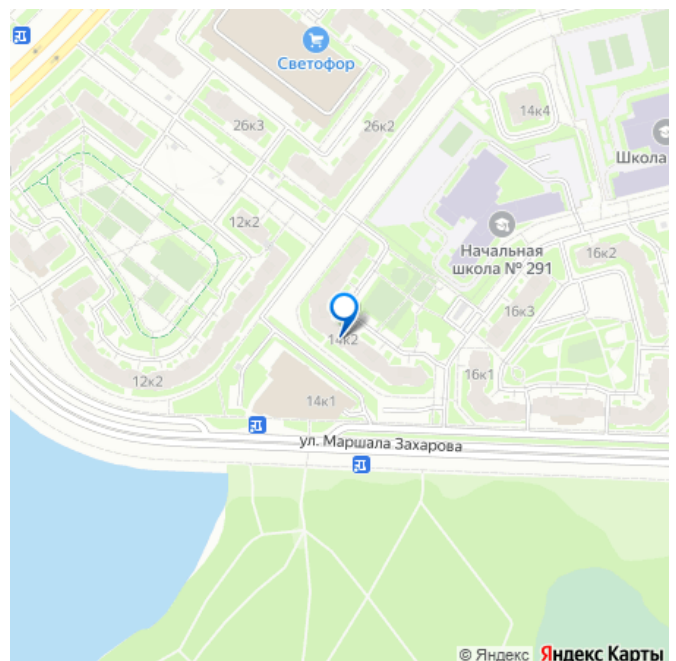 Светофор
14к4
26к3
26к2
Школа
12к2
Начальная
школа № 291
16к2
16к3
14к2
16к1
12к2
14к1
ул. Маршала Захарова
© Яндекс Яндекс Карты